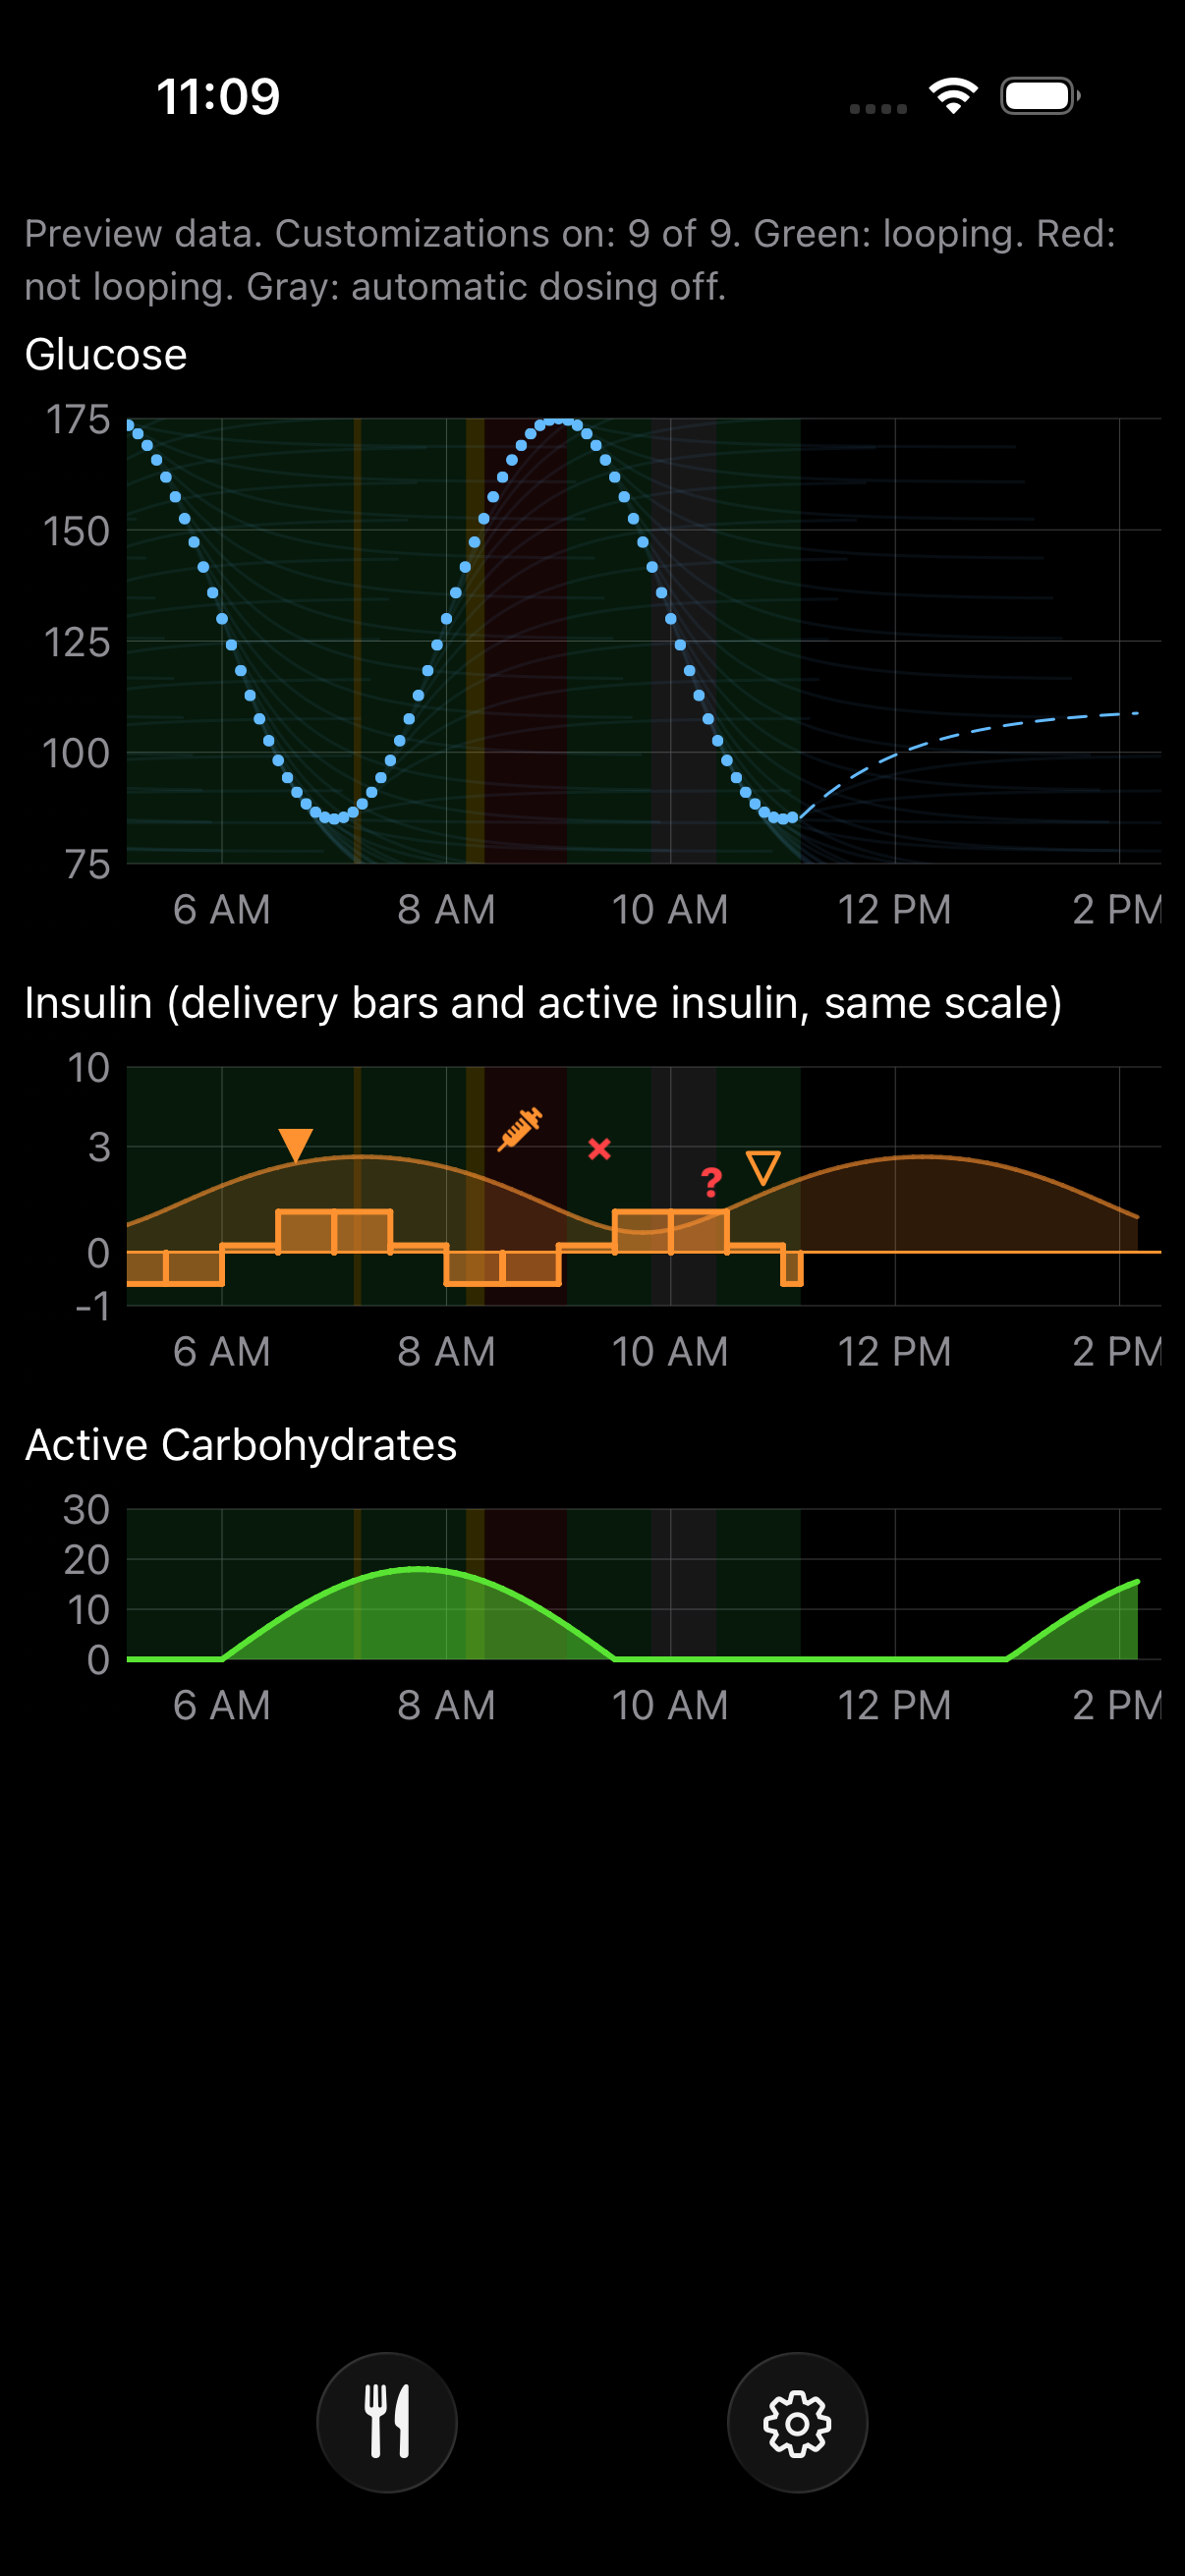 11:09
Preview data. Customizations on: 9 of 9. Green: looping. Red:
not looping. Gray: automatic dosing off.
Glucose
175
150
125
100
75
6 AM 8 AM 10 AM 12 PM 2 PM
Insulin (delivery bars and active insulin, same scale)
10
3
?
0
-1
6 AM 8 AM 10 AM 12 PM 2 PM
Active Carbohydrates
30
20
10
0
6 AM 8 AM 10 AM 12 PM 2 PM